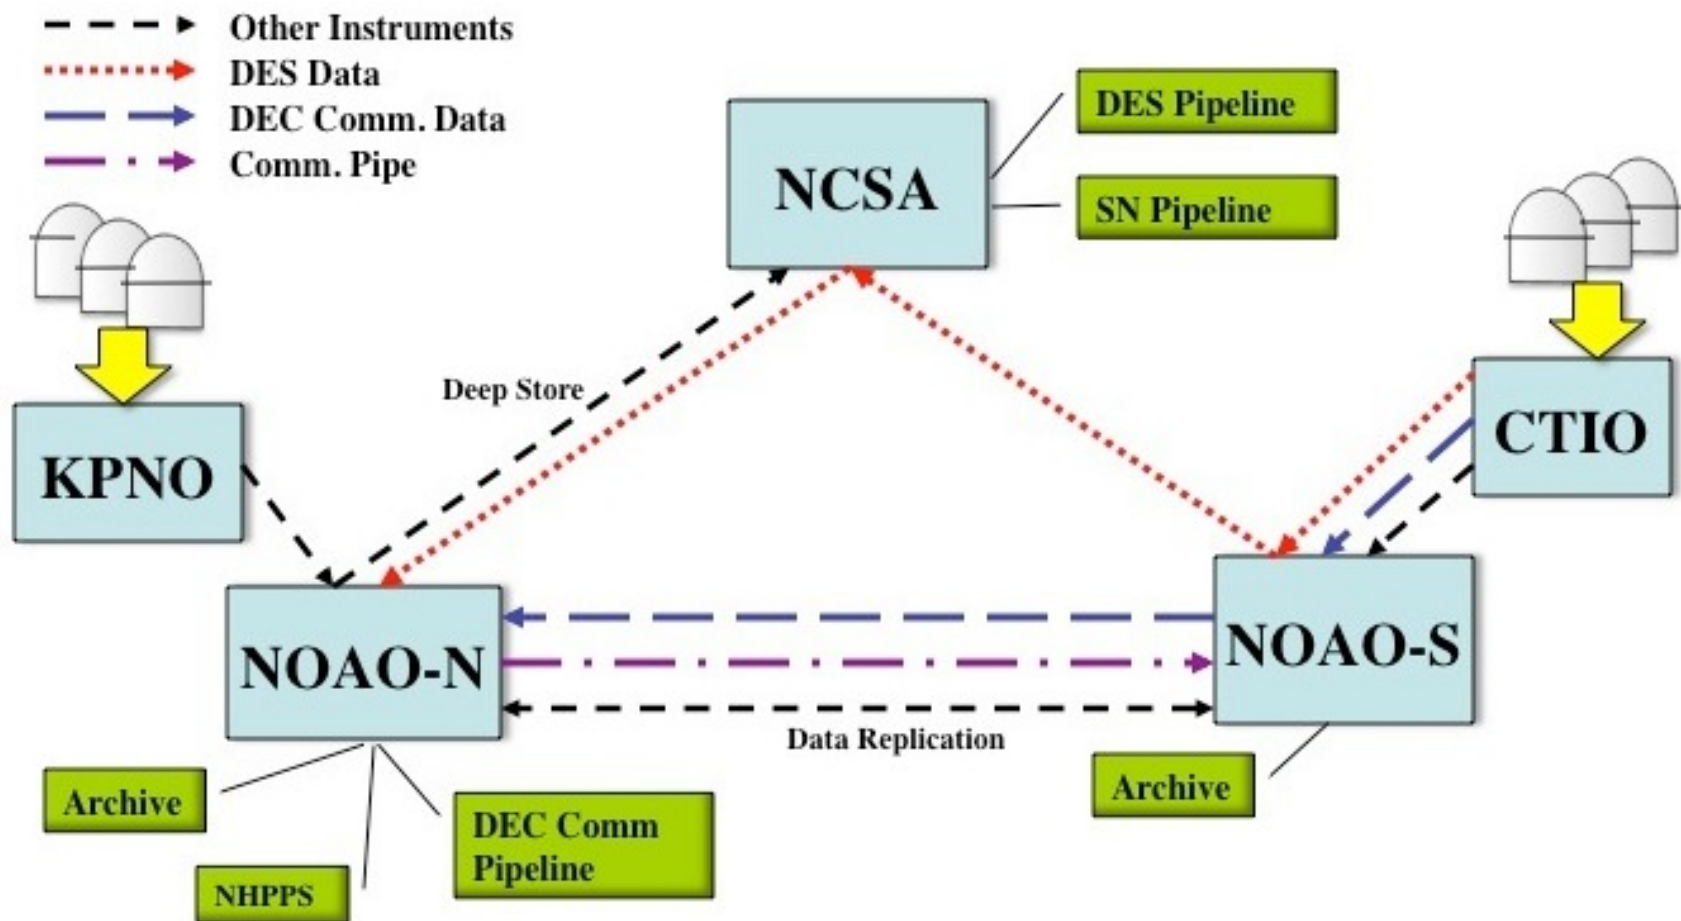 Other Instruments
DES Data
DEC Comm. Data
Comm. Pipe
NCSA
DES Pipeline
SN Pipeline
Deep Store
KPNO
CTIO
NOAO-N
NOAO-S
Data Replication
Archive
NHPPS
DEC Comm
Pipeline
Archive